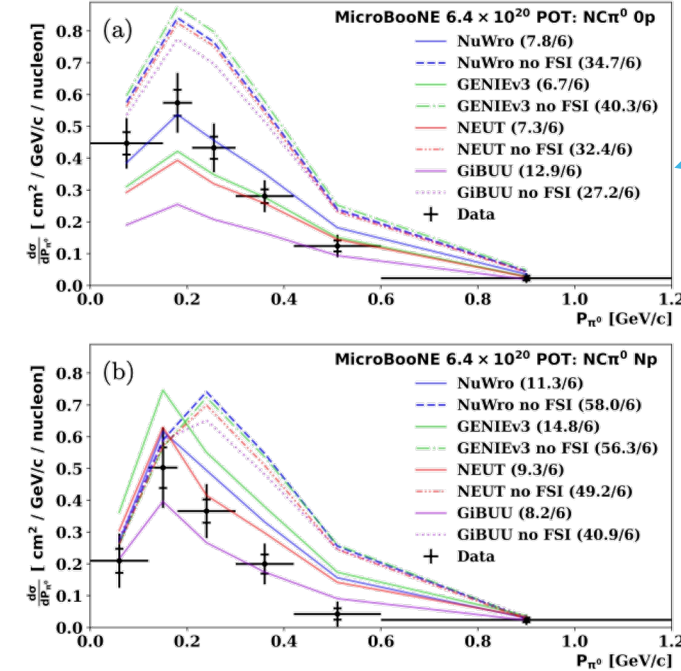 (a)
MicroBooNE 6.4 × 10²⁰ POT: NCπ⁰ 0p
NuWro (7.8/6)
NuWro no FSI (34.7/6)
GENIEv3 (6.7/6)
GENIEv3 no FSI (40.3/6)
NEUT (7.3/6)
NEUT no FSI (32.4/6)
GiBUU (12.9/6)
GiBUU no FSI (27.2/6)
Data
dσ/dPπ⁰ [ cm² / GeV/c / nucleon]
0.8
0.7
0.6
0.5
0.4
0.3
0.2
0.1
0.0
0.0 0.2 0.4 0.6 0.8 1.0 1.2
Pπ⁰ [GeV/c]
(b)
MicroBooNE 6.4 × 10²⁰ POT: NCπ⁰ Np
NuWro (11.3/6)
NuWro no FSI (58.0/6)
GENIEv3 (14.8/6)
GENIEv3 no FSI (56.3/6)
NEUT (9.3/6)
NEUT no FSI (49.2/6)
GiBUU (8.2/6)
GiBUU no FSI (40.9/6)
Data
dσ/dPπ⁰ [ cm² / GeV/c / nucleon]
0.8
0.7
0.6
0.5
0.4
0.3
0.2
0.1
0.0
0.0 0.2 0.4 0.6 0.8 1.0 1.2
Pπ⁰ [GeV/c]